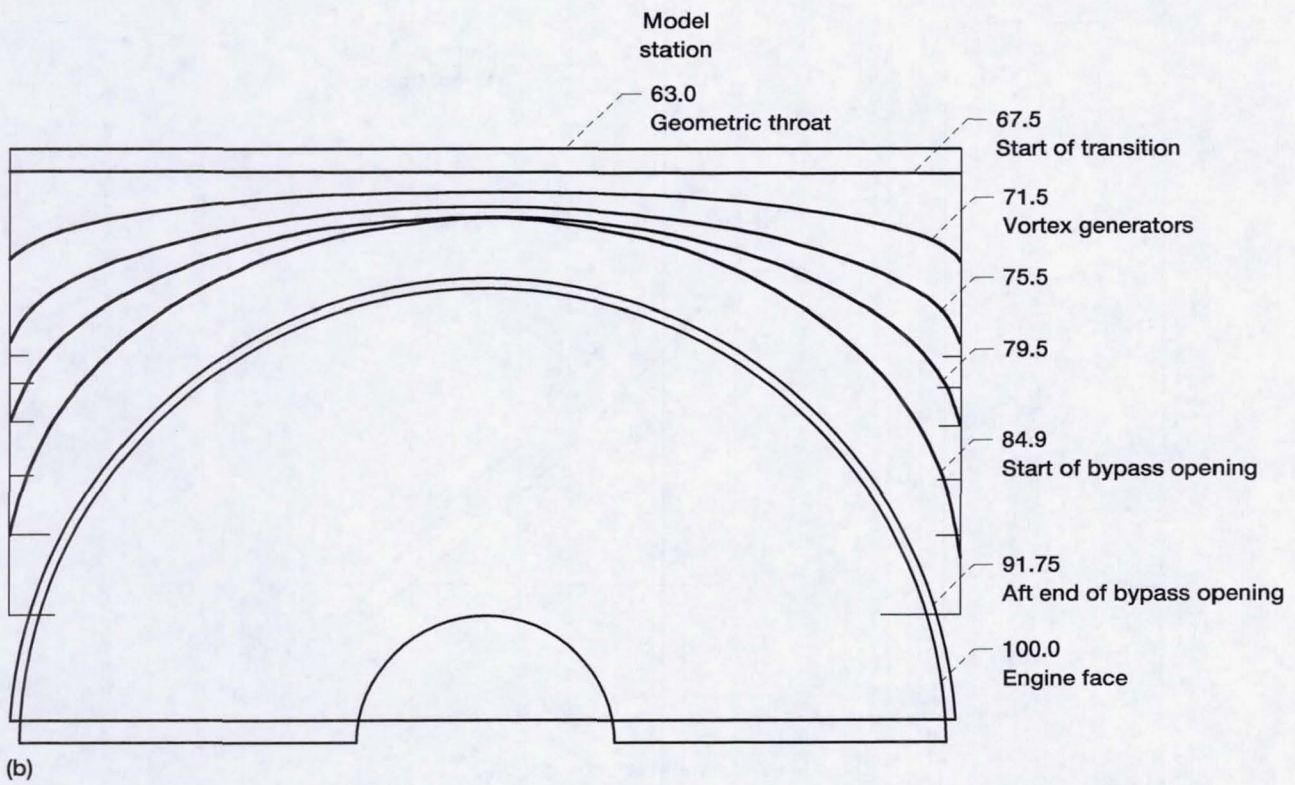 Model
station
63.0
Geometric throat
67.5
Start of transition
71.5
Vortex generators
75.5
79.5
84.9
Start of bypass opening
91.75
Aft end of bypass opening
100.0
Engine face
(b)